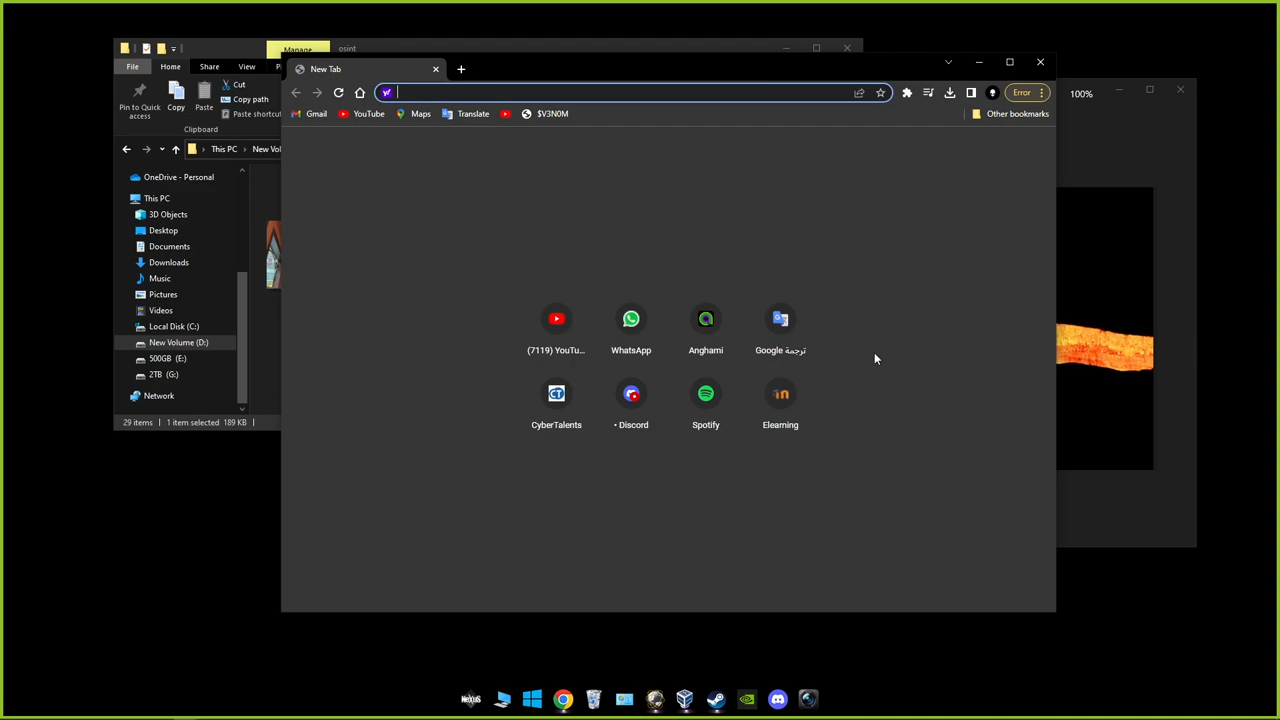 Manage
osint
File
Home
Share
View
Pin to Quick access
Copy
Paste
Cut
Copy path
Paste shortcut
Clipboard
This PC
New Vol
OneDrive - Personal
This PC
3D Objects
Desktop
Documents
Downloads
Music
Pictures
Videos
Local Disk (C:)
New Volume (D:)
500GB (E:)
2TB (G:)
Network
29 items
1 item selected 189 KB
New Tab
y!
Error
Gmail
YouTube
Maps
Translate
$V3N0M
Other bookmarks
(7119) YouTu...
WhatsApp
Anghami
ترجمة Google
CyberTalents
• Discord
Spotify
Elearning
CT
100%
NeXuS